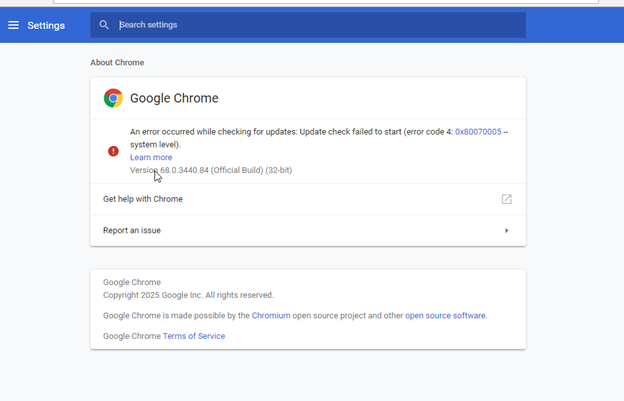 Settings
Search settings
About Chrome
Google Chrome
An error occurred while checking for updates: Update check failed to start (error code 4: 0x80070005 –
system level).
Learn more
Version 68.0.3440.84 (Official Build) (32-bit)
Get help with Chrome
Report an issue
Google Chrome
Copyright 2025 Google Inc. All rights reserved.
Google Chrome is made possible by the Chromium open source project and other open source software.
Google Chrome Terms of Service